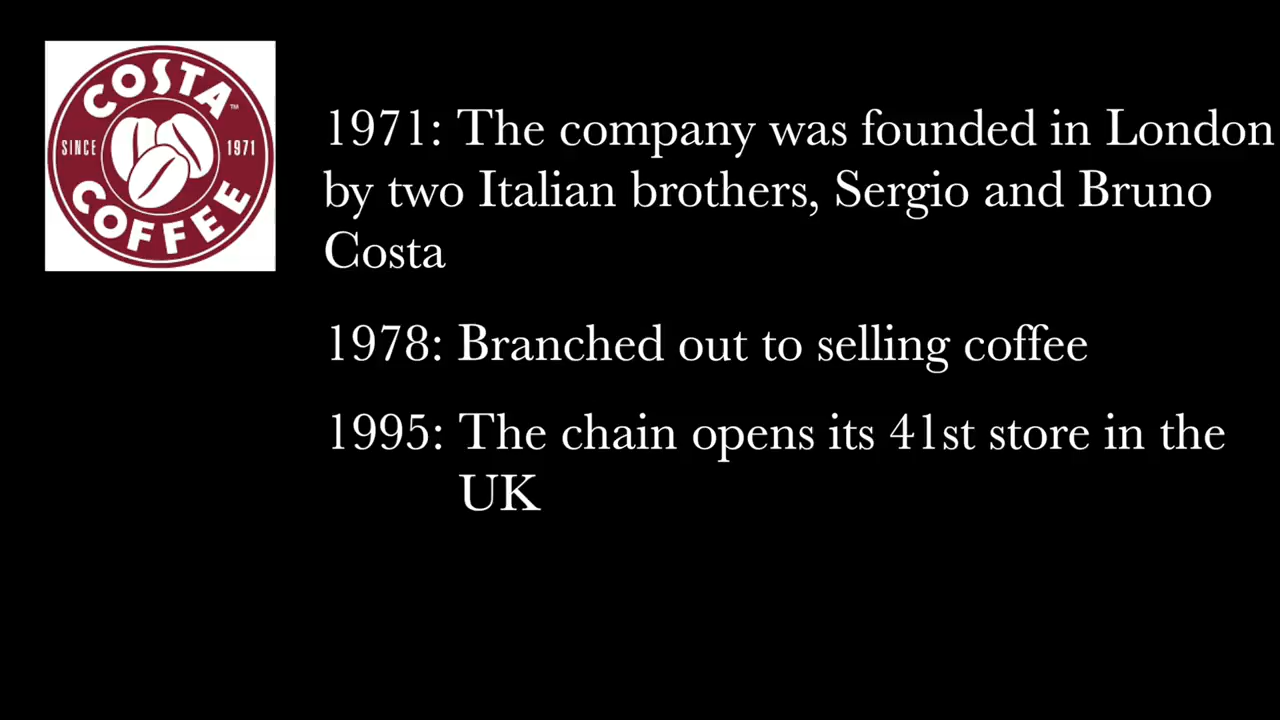 COSTA
™
SINCE 1971
COFFEE
1971: The company was founded in London
by two Italian brothers, Sergio and Bruno
Costa
1978: Branched out to selling coffee
1995: The chain opens its 41st store in the
UK